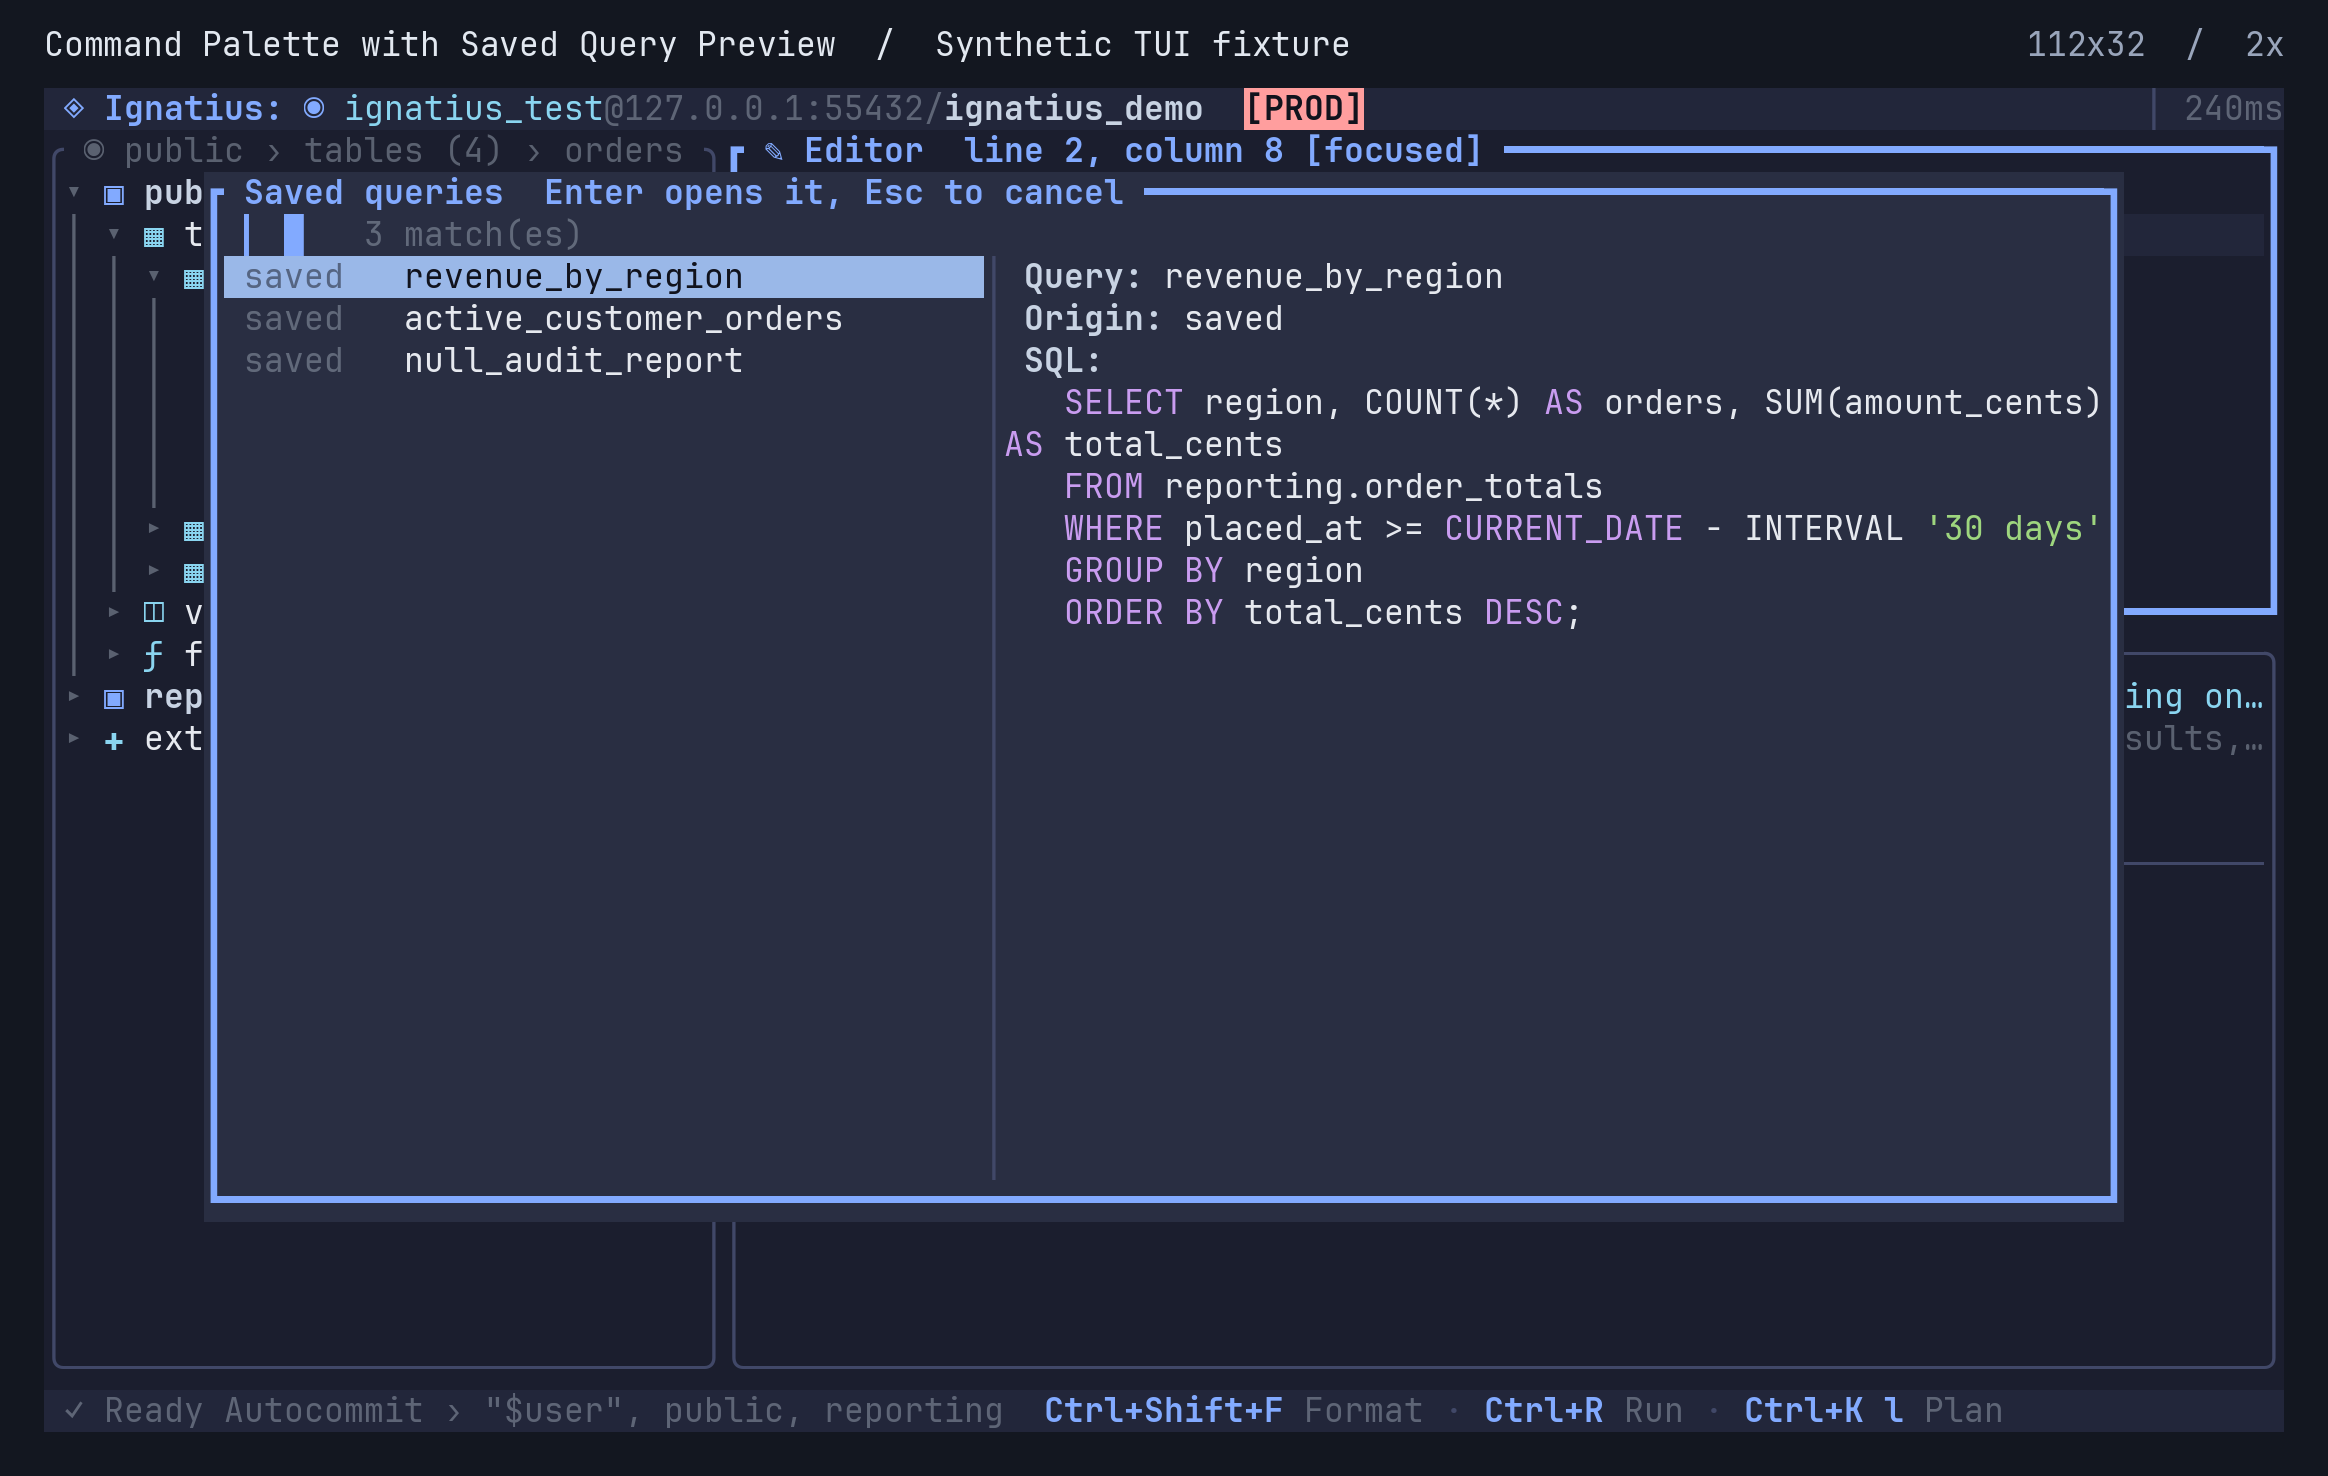 Command Palette with Saved Query Preview / Synthetic TUI fixture 112x32 / 2x
◈ Ignatius: ◉ ignatius_test@127.0.0.1:55432/ignatius_demo [PROD] 240ms
◉ public › tables (4) › orders ✎ Editor line 2, column 8 [focused]
▾ ▣ pub Saved queries Enter opens it, Esc to cancel
▾ ▦ t 3 match(es)
▾ ▦ saved revenue_by_region Query: revenue_by_region
saved active_customer_orders Origin: saved
saved null_audit_report SQL:
SELECT region, COUNT(*) AS orders, SUM(amount_cents)
AS total_cents
FROM reporting.order_totals
▸ ▦ WHERE placed_at >= CURRENT_DATE - INTERVAL '30 days'
▸ ▦ GROUP BY region
▸ ◫ v ORDER BY total_cents DESC;
▸ ƒ f
▸ ▣ rep ing on…
▸ ✚ ext sults,…
✓ Ready Autocommit › "$user", public, reporting Ctrl+Shift+F Format · Ctrl+R Run · Ctrl+K l Plan